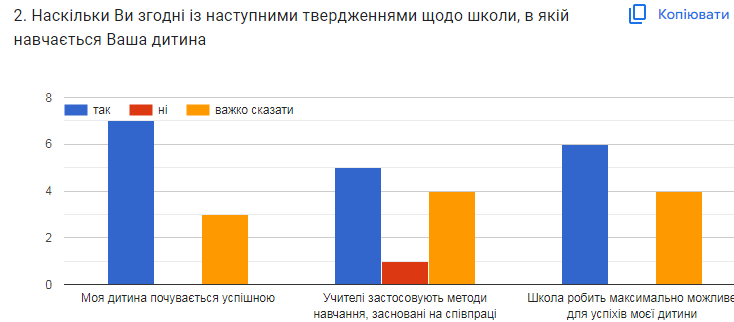 2. Наскільки Ви згодні із наступними твердженнями щодо школи, в якій
навчається Ваша дитина
Копіювати
8
так
ні
важко сказати
6
4
2
0
Моя дитина почувається успішною
Учителі застосовують методи
навчання, засновані на співпраці
Школа робить максимально можливе
для успіхів моєї дитини